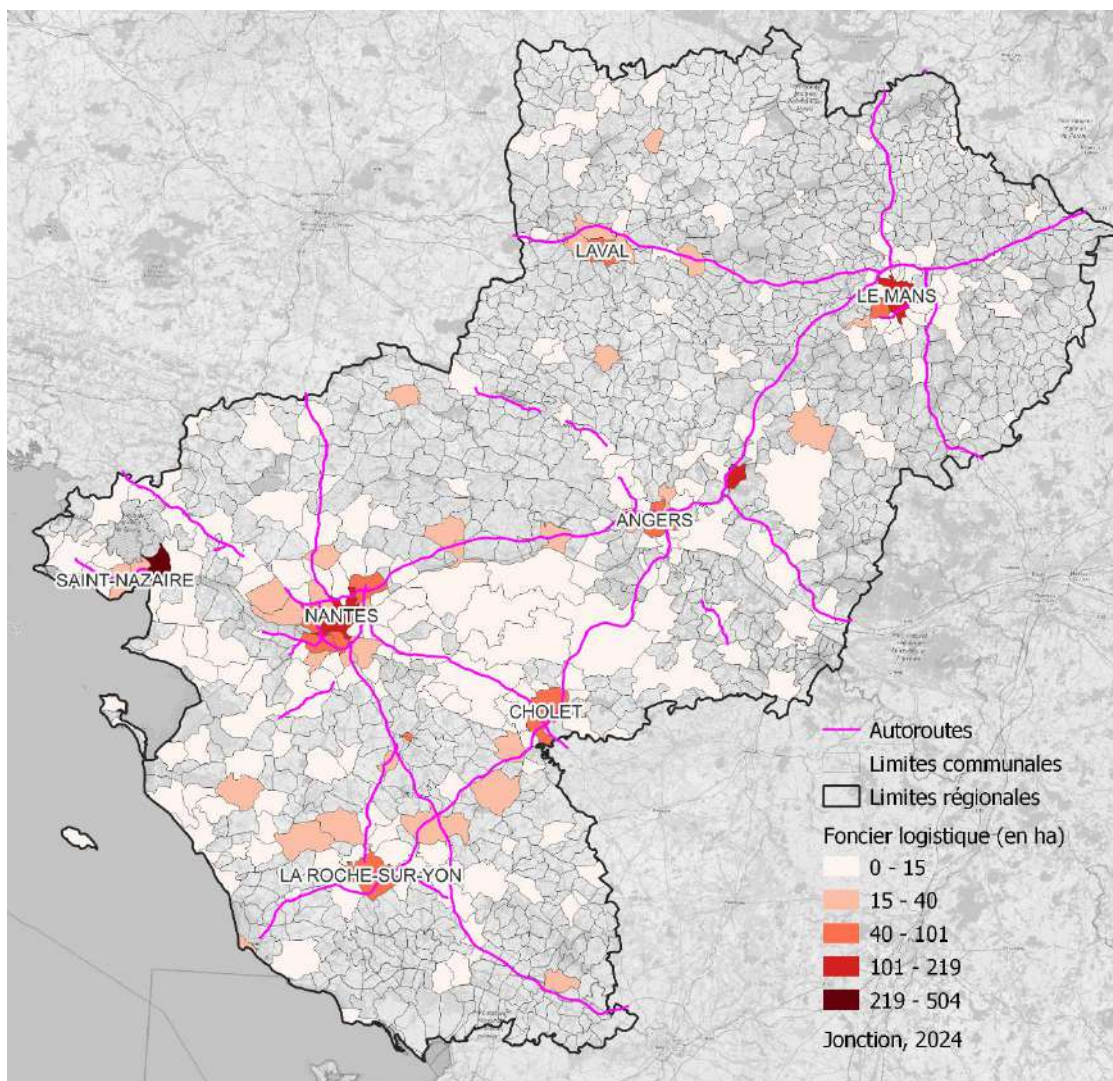 LAVAL
LE MANS
ANGERS
SAINT-NAZAIRE
NANTES
CHOLET
LA ROCHE-SUR-YON
Autoroutes
Limites communales
Limites régionales
Foncier logistique (en ha)
0 - 15
15 - 40
40 - 101
101 - 219
219 - 504
Jonction, 2024